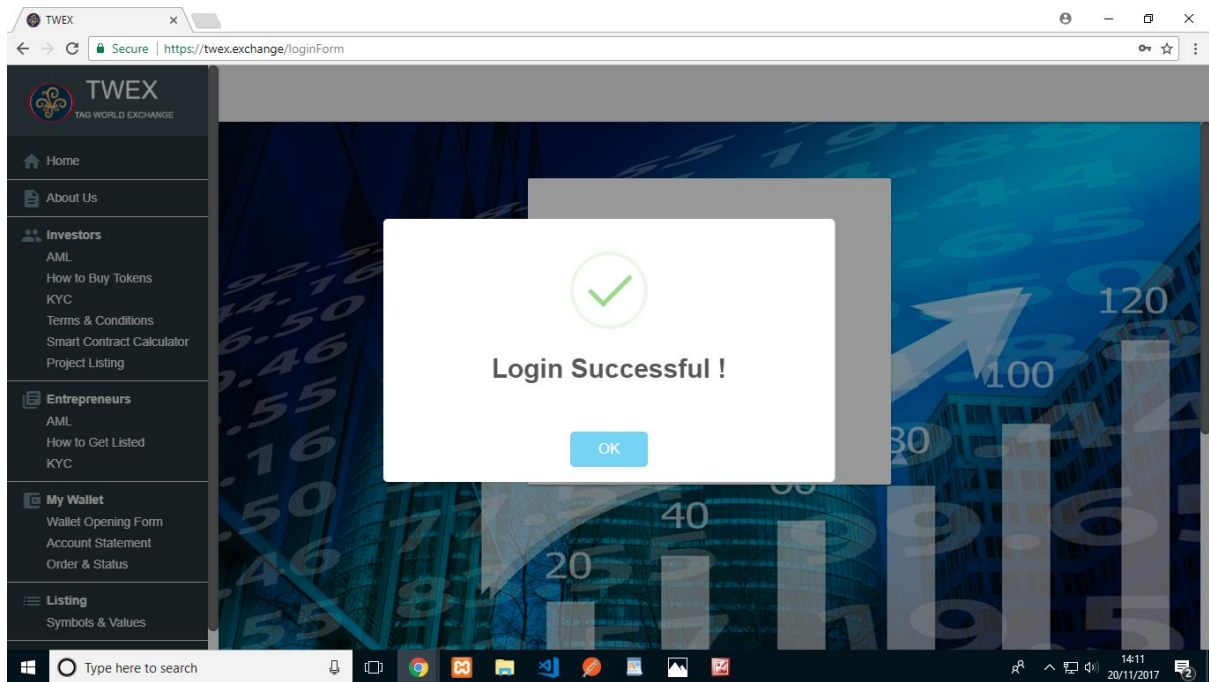 TWEX
Secure | https://twex.exchange/loginForm
TWEX
TAG WORLD EXCHANGE
Home
About Us
Investors
AML
How to Buy Tokens
KYC
Terms & Conditions
Smart Contract Calculator
Project Listing
Entrepreneurs
AML
How to Get Listed
KYC
My Wallet
Wallet Opening Form
Account Statement
Order & Status
Listing
Symbols & Values
Login Successful !
OK
120
100
80
60
40
20
Type here to search
14:11
20/11/2017
2